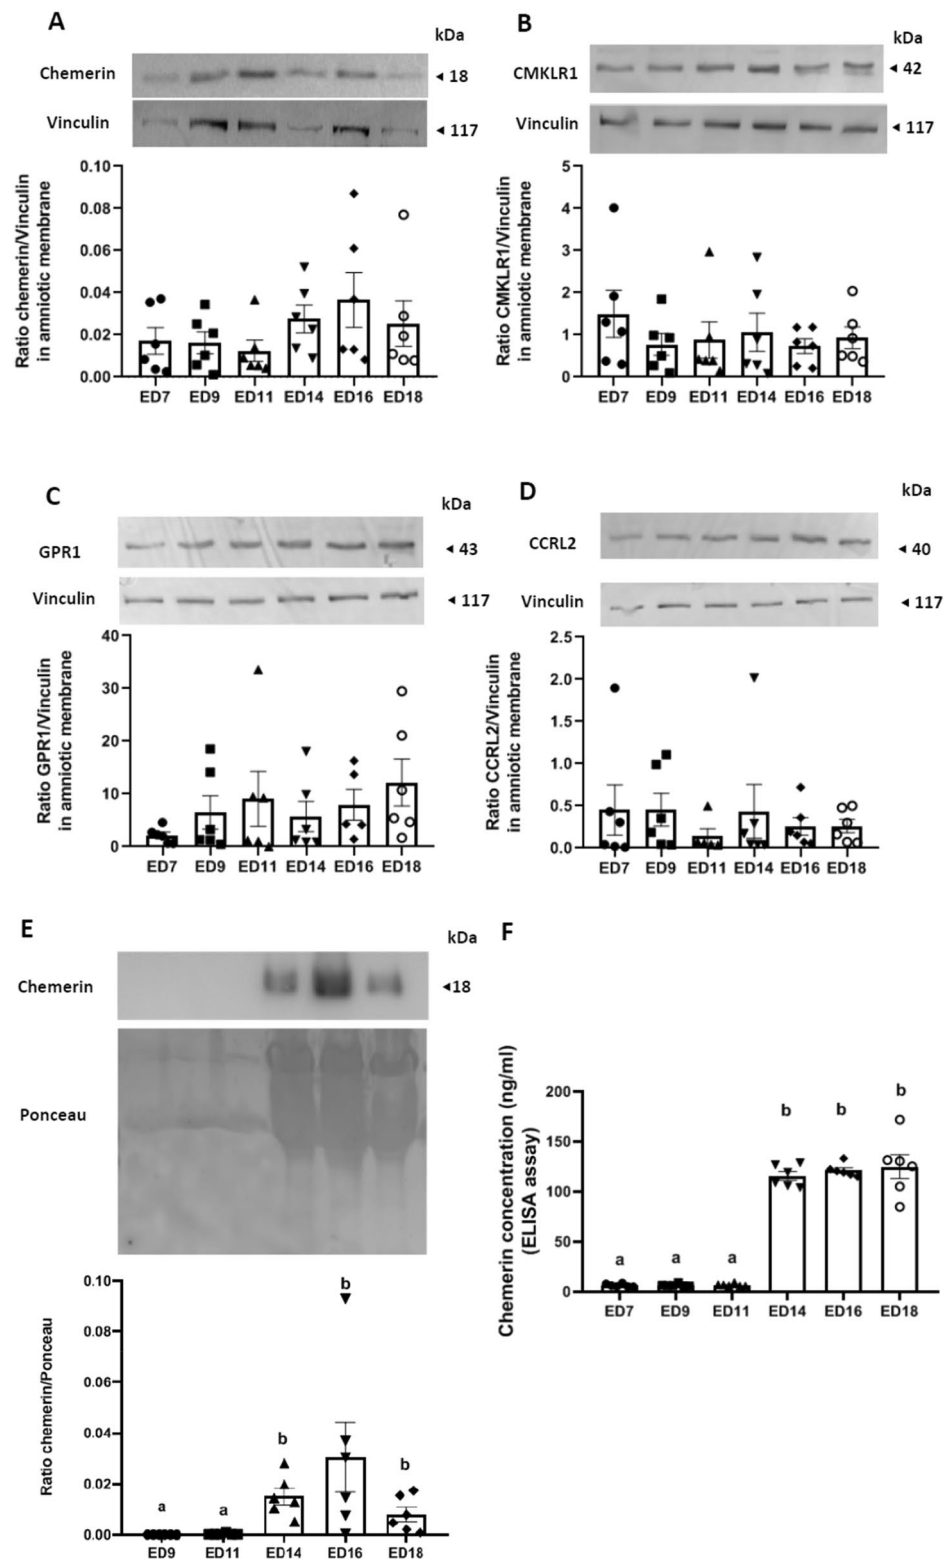 A
kDa
Chemerin
◄ 18
Vinculin
◄ 117
Ratio chemerin/Vinculin
in amniotic membrane
0.10
0.08
0.06
0.04
0.02
0.00
ED7 ED9 ED11 ED14 ED16 ED18
B
kDa
CMKLR1
◄ 42
Vinculin
◄ 117
Ratio CMKLR1/Vinculin
in amniotic membrane
5
4
3
2
1
0
ED7 ED9 ED11 ED14 ED16 ED18
C
kDa
GPR1
◄ 43
Vinculin
◄ 117
Ratio GPR1/Vinculin
in amniotic membrane
40
30
20
10
0
ED7 ED9 ED11 ED14 ED16 ED18
D
kDa
CCRL2
◄ 40
Vinculin
◄ 117
Ratio CCRL2/Vinculin
in amniotic membrane
2.5
2.0
1.5
1.0
0.5
0.0
ED7 ED9 ED11 ED14 ED16 ED18
E
kDa
Chemerin
◄18
Ponceau
Ratio chemerin/Ponceau
0.10
0.08
0.06
0.04
0.02
0.00
a a b b b
ED9 ED11 ED14 ED16 ED18
F
Chemerin concentration (ng/ml)
(ELISA assay)
200
150
100
50
0
a a a b b b
ED7 ED9 ED11 ED14 ED16 ED18